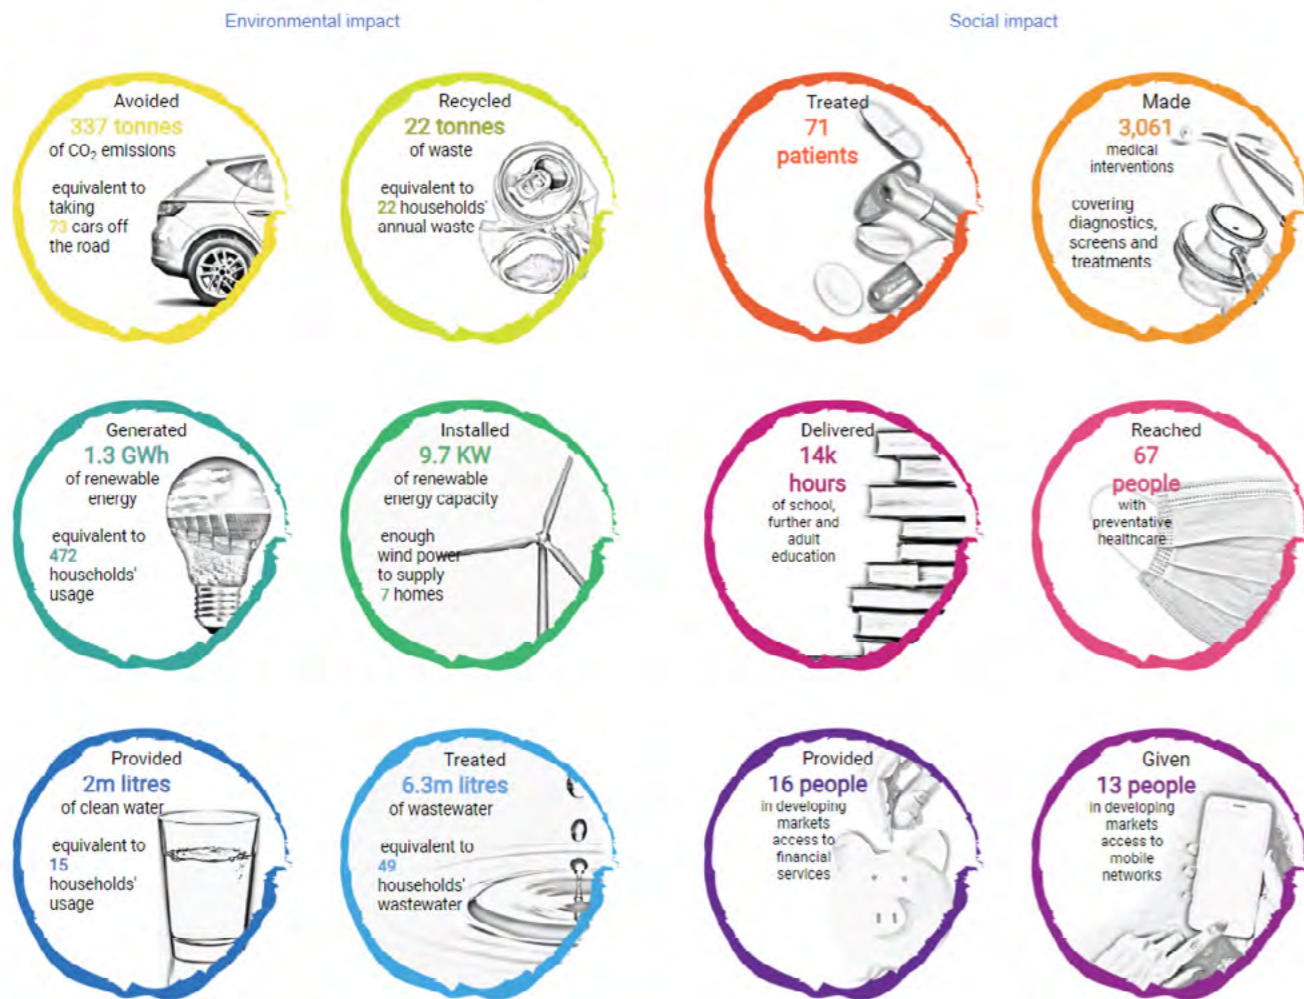 Environmental impact
Social impact
Avoided
337 tonnes
of CO₂ emissions
equivalent to
taking
73 cars off
the road
Recycled
22 tonnes
of waste
equivalent to
22 households'
annual waste
Treated
71
patients
Made
3,061
medical
interventions
covering
diagnostics,
screens and
treatments
Generated
1.3 GWh
of renewable
energy
equivalent to
472
households'
usage
Installed
9.7 KW
of renewable
energy capacity
enough
wind power
to supply
7 homes
Delivered
14k
hours
of school,
further and
adult
education
Reached
67
people
with
preventative
healthcare
Provided
2m litres
of clean water
equivalent to
15
households'
usage
Treated
6.3m litres
of wastewater
equivalent to
49
households'
wastewater
Provided
16 people
in developing
markets
access to
financial
services
Given
13 people
in developing
markets
access to
mobile
networks